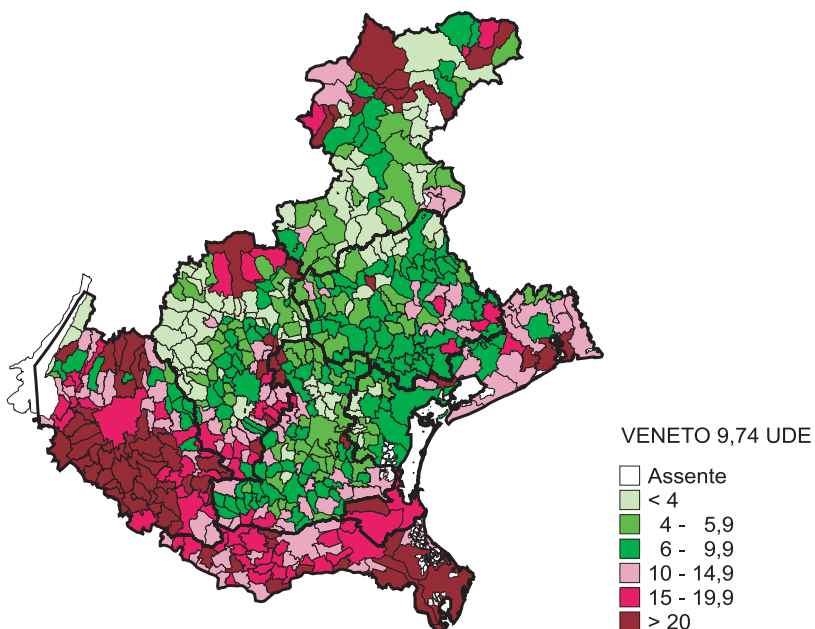 VENETO 9,74 UDE
Assente
< 4
4 - 5,9
6 - 9,9
10 - 14,9
15 - 19,9
> 20